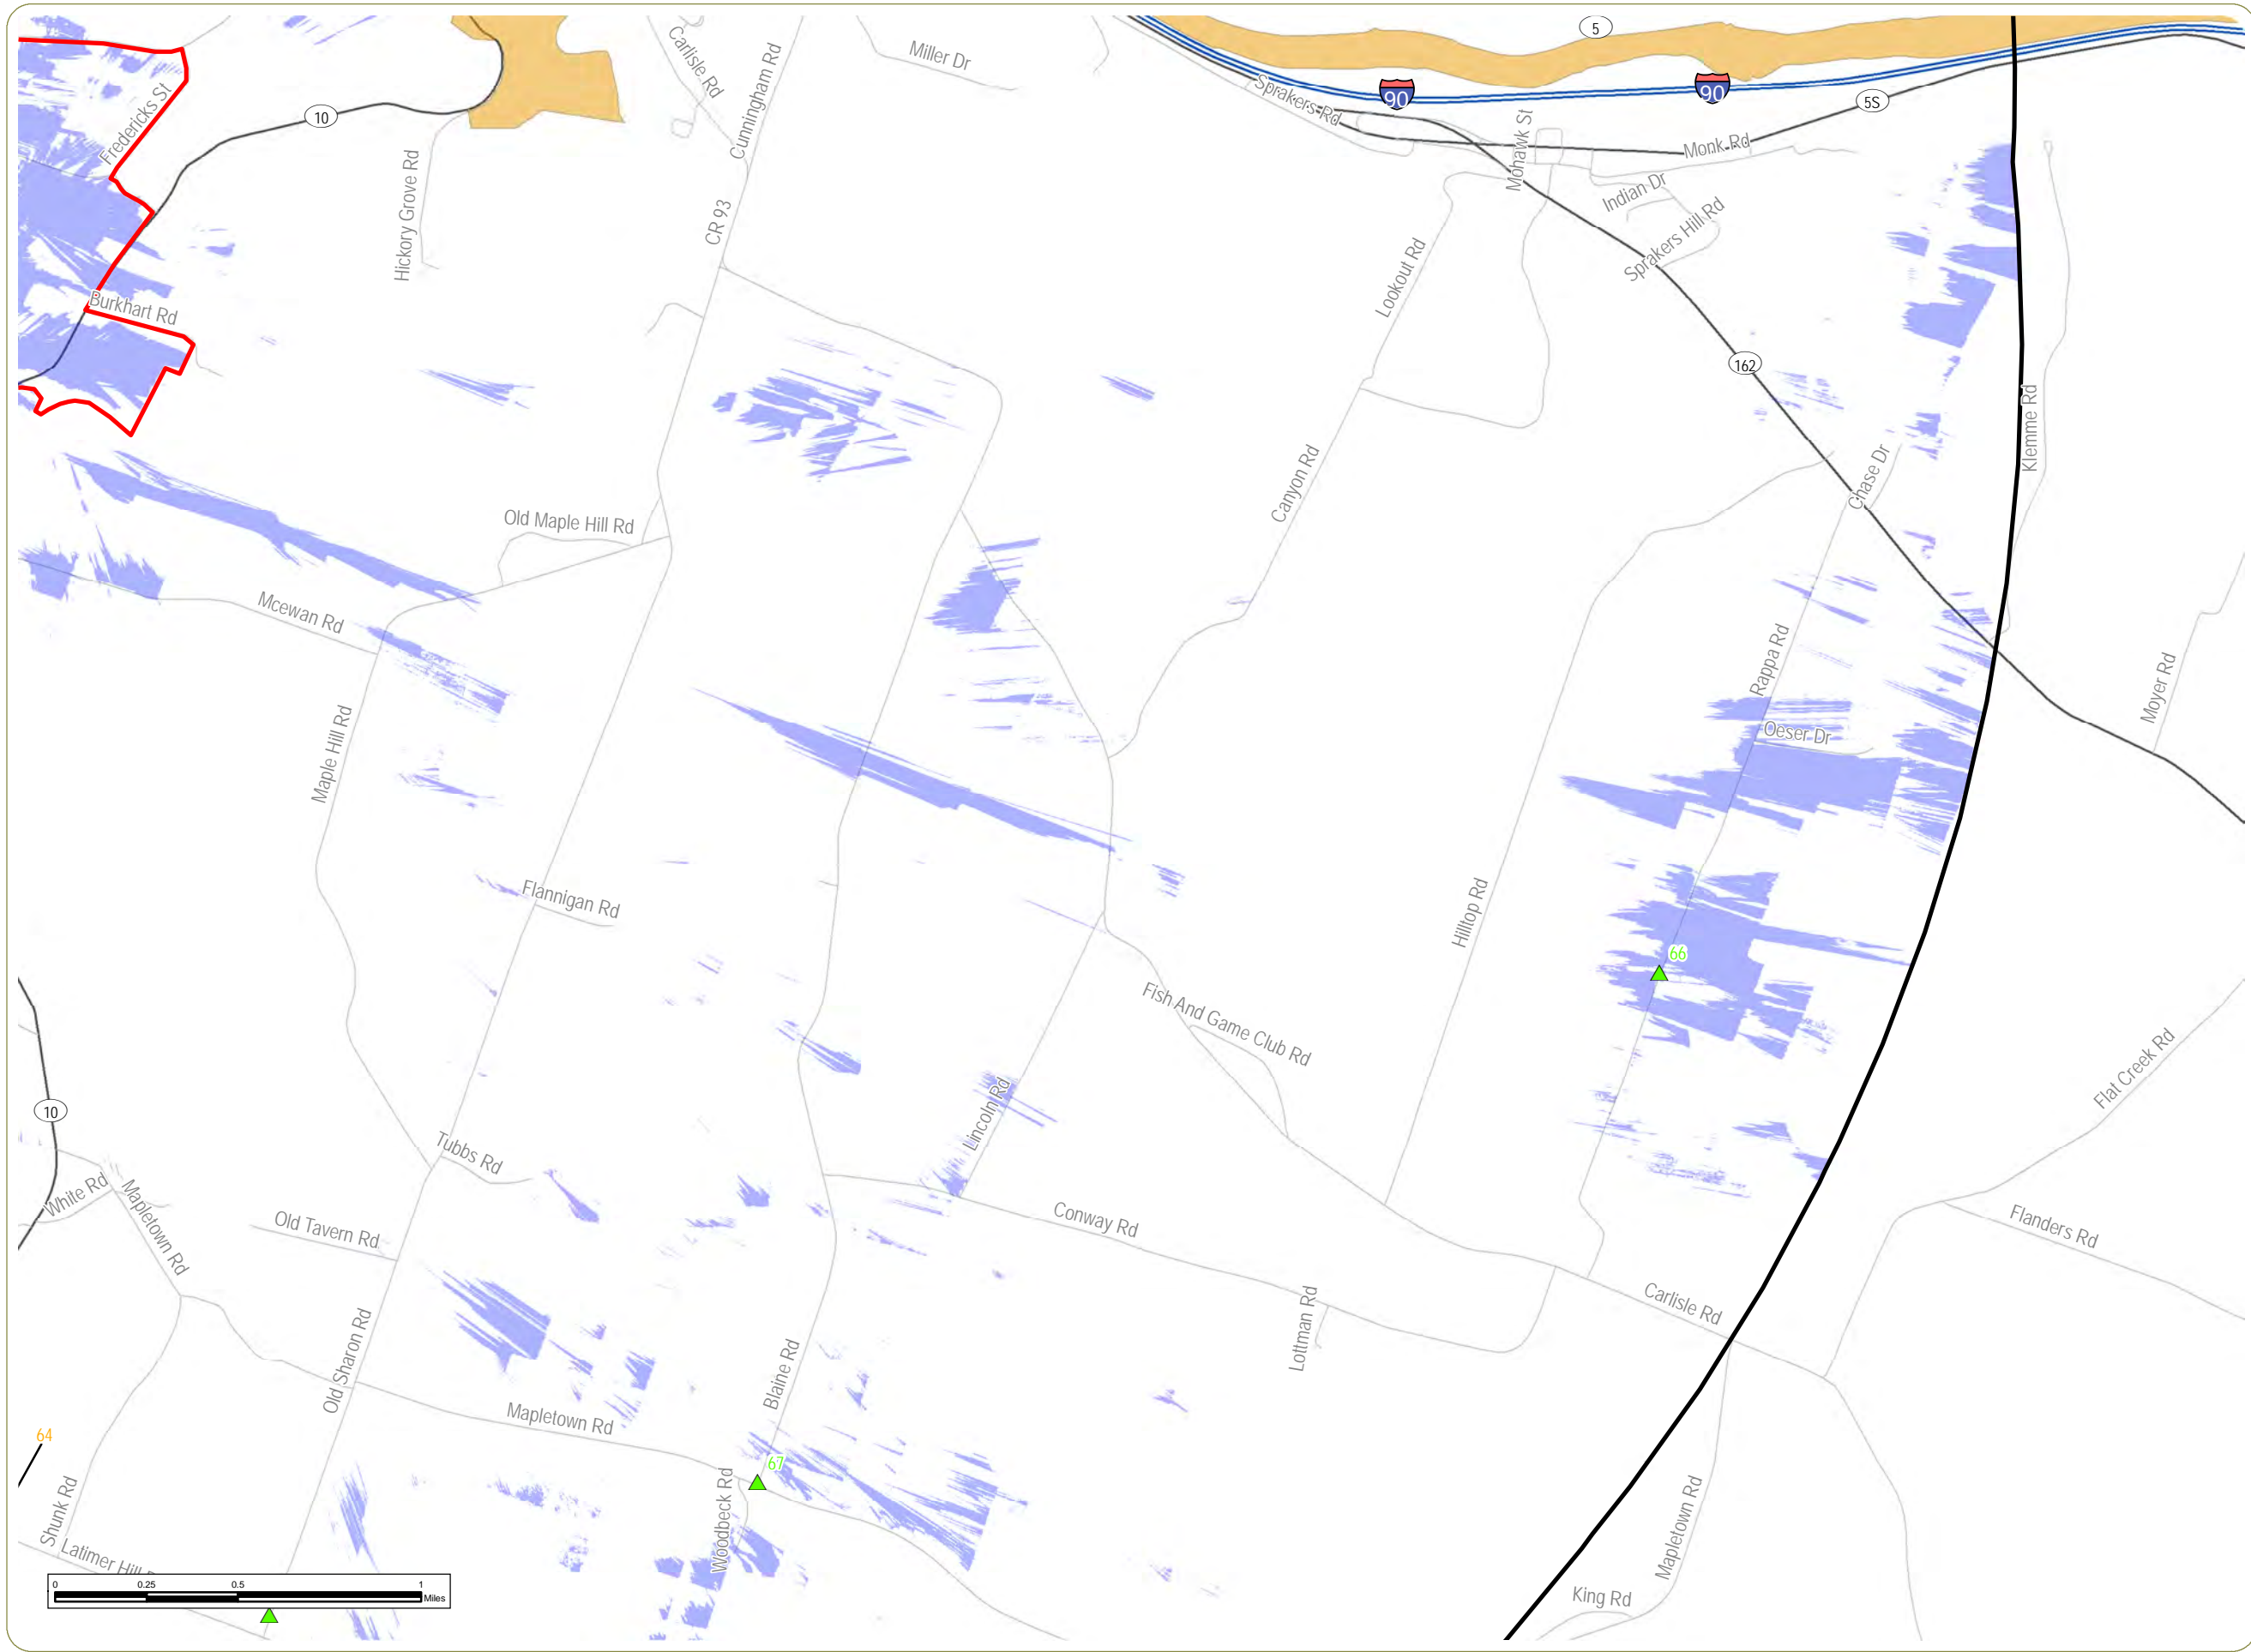 5
Carlisle Rd
Cunningham Rd
Miller Dr
90
90
5S
10
Fredericks St
Sprakers Rd
Mohawk St
Monk Rd
Indian Dr
Sprakers Hill Rd
Hickory Grove Rd
CR 93
Lookout Rd
Burkhart Rd
162
Klemme Rd
Canyon Rd
Chase Dr
Old Maple Hill Rd
Mcewan Rd
Rappa Rd
Moyer Rd
Maple Hill Rd
Oeser Dr
Flannigan Rd
Hilltop Rd
66
Fish And Game Club Rd
Flat Creek Rd
10
Lincoln Rd
Tubbs Rd
White Rd
Mapletown Rd
Old Tavern Rd
Conway Rd
Flanders Rd
Lottman Rd
Carlisle Rd
Old Sharon Rd
Blaine Rd
Mapletown Rd
64
67
Shunk Rd
Woodbeck Rd
Mapletown Rd
S Latimer Hill
0 0.25 0.5 1
Miles
King Rd